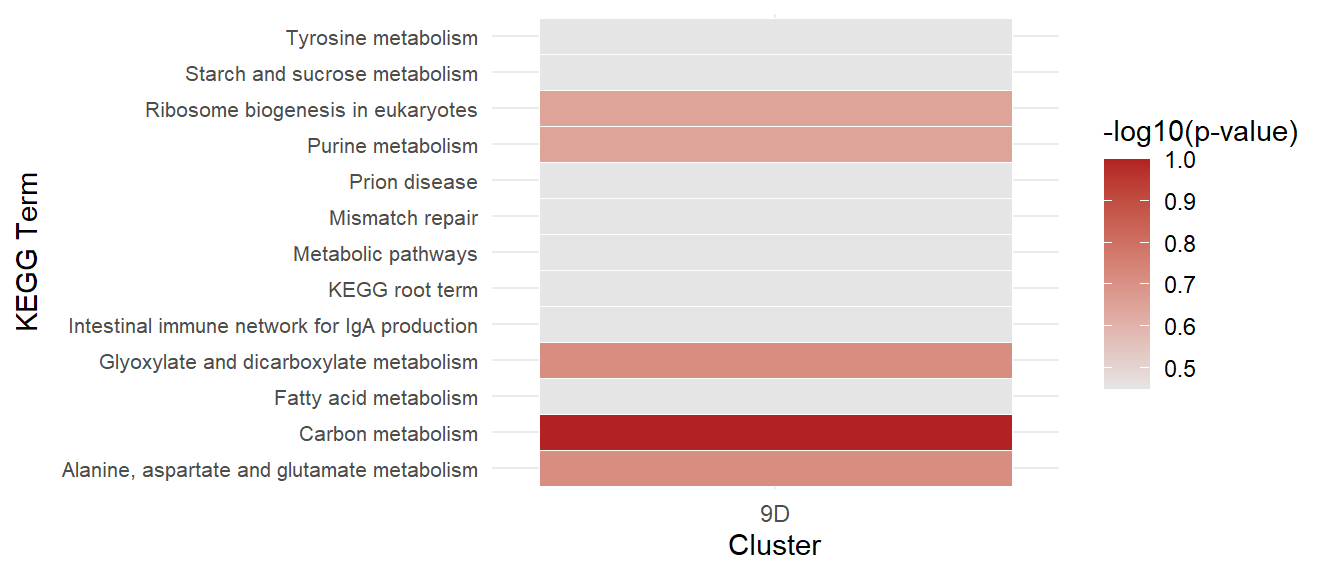 KEGG Term
Tyrosine metabolism
Starch and sucrose metabolism
Ribosome biogenesis in eukaryotes
Purine metabolism
Prion disease
Mismatch repair
Metabolic pathways
KEGG root term
Intestinal immune network for IgA production
Glyoxylate and dicarboxylate metabolism
Fatty acid metabolism
Carbon metabolism
Alanine, aspartate and glutamate metabolism
9D
Cluster
-log10(p-value)
1.0
0.9
0.8
0.7
0.6
0.5